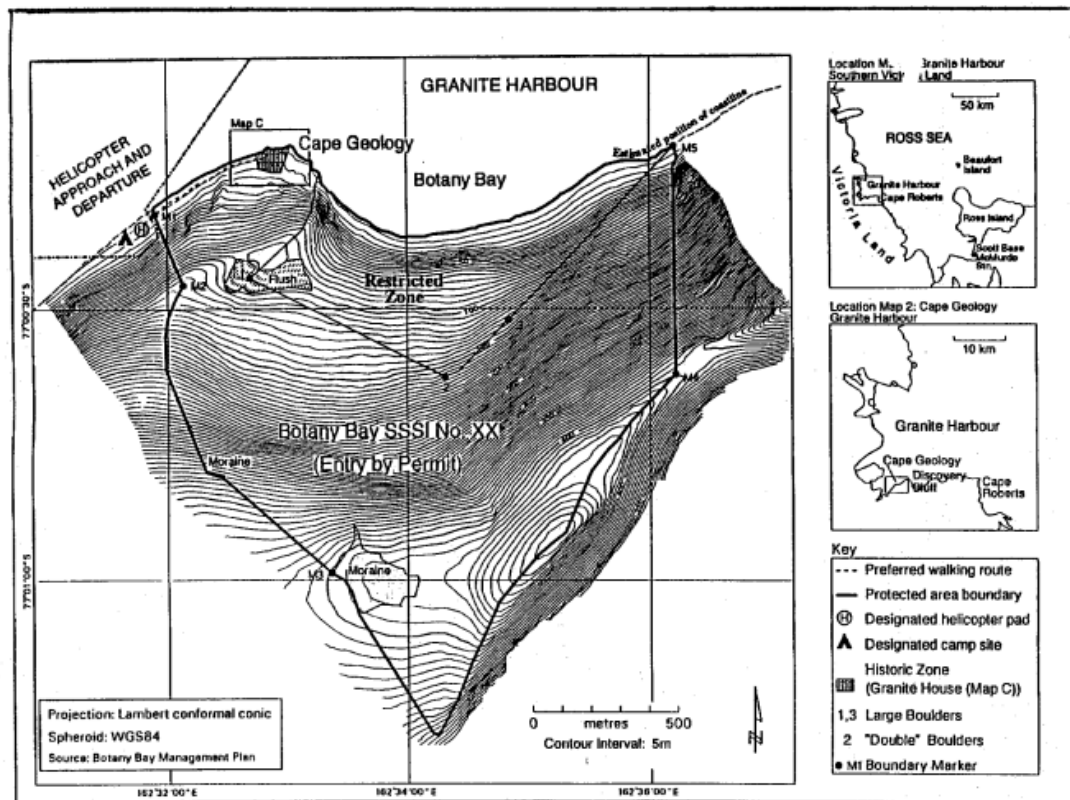 GRANITE HARBOUR
Map C
Cape Geology
Botany Bay
Estimated position of coastline
M5
HELICOPTER
APPROACH AND
DEPARTURE
M1
H
M2
Flush
Restricted
Zone
77°00'30"S
Botany Bay SSSI No. XX
(Entry by Permit)
Moraine
M3
Moraine
77°01'00"S
Projection: Lambert conformal conic
Spheroid: WGS84
Source: Botany Bay Management Plan
0 metres 500
Contour Interval: 5m
N
162°32'00"E
162°34'00"E
162°36'00"E
Granite Harbour
Southern
Land
50 km
ROSS SEA
Beaufort
Island
Granite Harbour
Cape Roberts
Victoria Land
Ross Island
Scott Base
McMurdo
Stn.
Location Map 2: Cape Geology
Granite Harbour
10 km
Granite Harbour
Cape Geology
Discovery
Bluff
Cape
Roberts
Key
Preferred walking route
Protected area boundary
H Designated helicopter pad
Designated camp site
Historic Zone
(Granite House (Map C))
1,3 Large Boulders
2 "Double" Boulders
M1 Boundary Marker